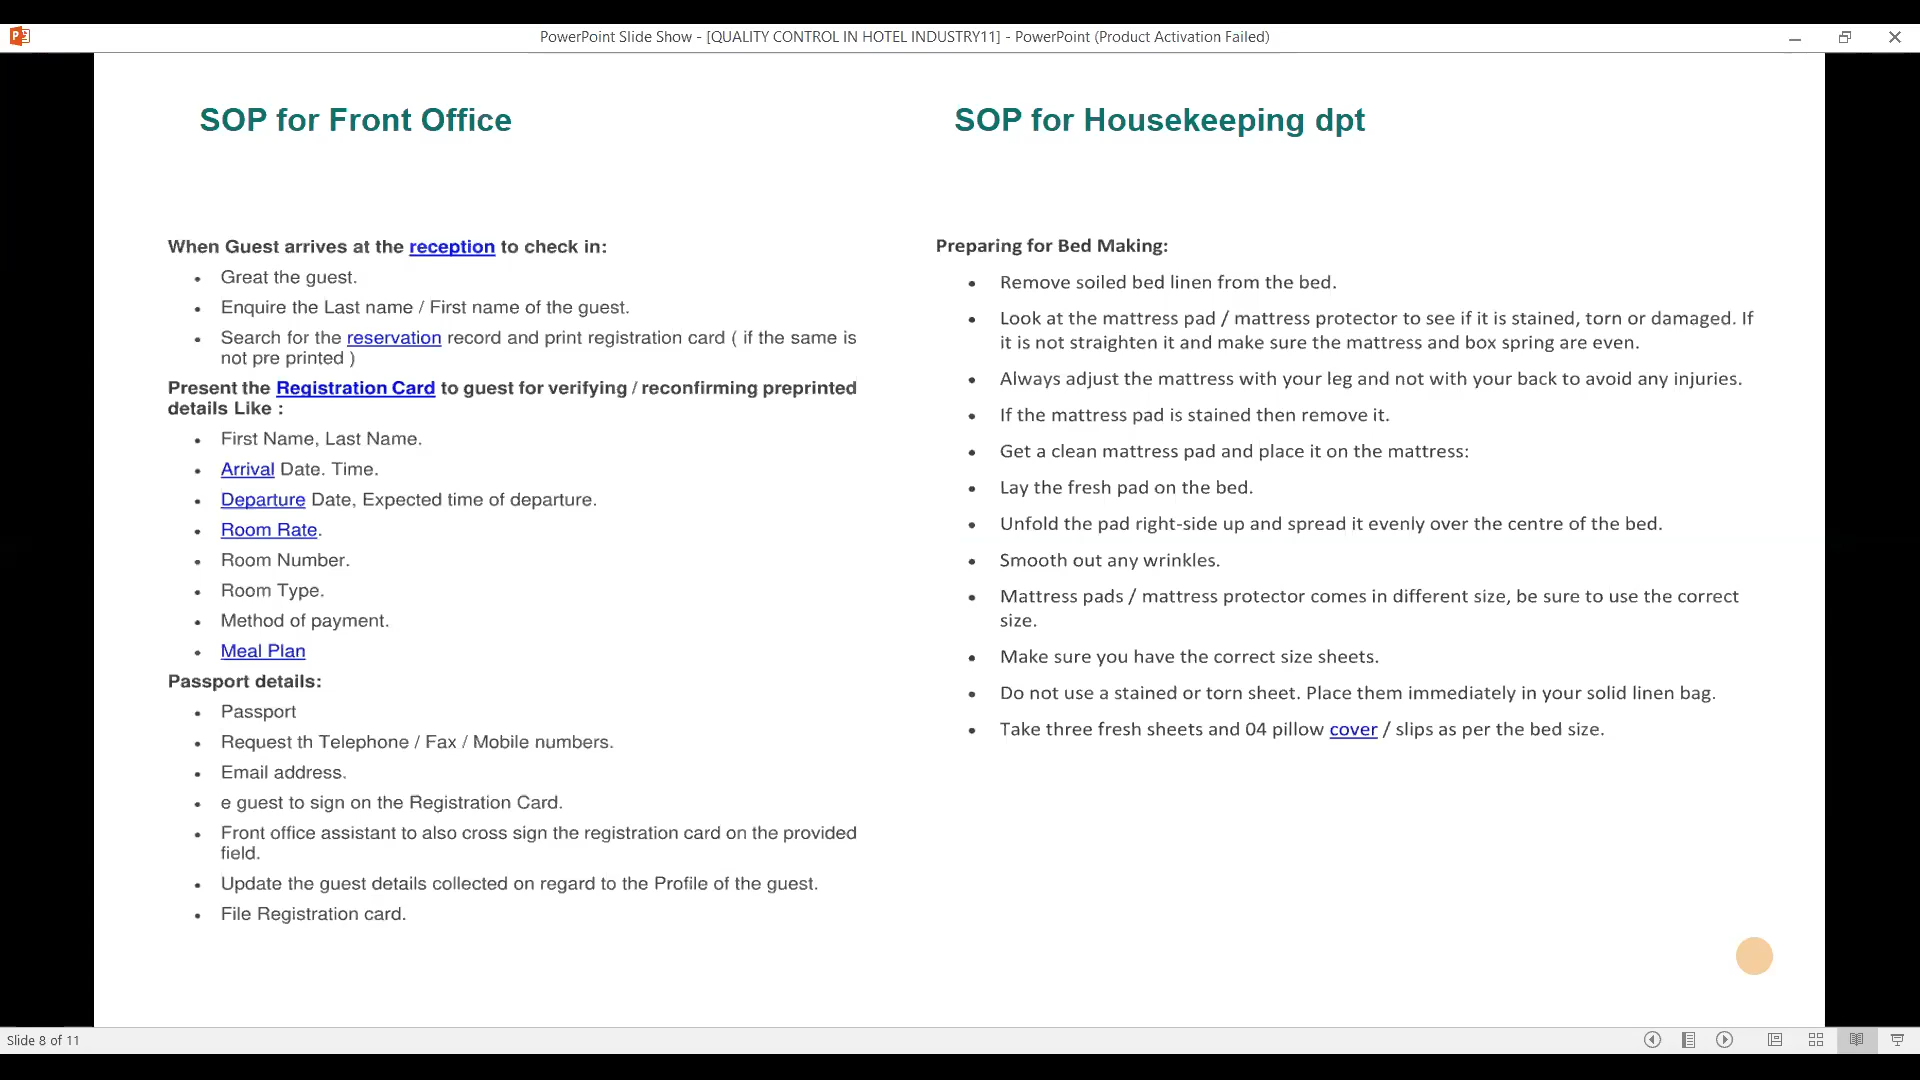 PowerPoint Slide Show - [QUALITY CONTROL IN HOTEL INDUSTRY11] - PowerPoint (Product Activation Failed)
SOP for Front Office
When Guest arrives at the reception to check in:
• Great the guest.
• Enquire the Last name / First name of the guest.
• Search for the reservation record and print registration card ( if the same is
not pre printed )
Present the Registration Card to guest for verifying / reconfirming preprinted
details Like :
• First Name, Last Name.
• Arrival Date. Time.
• Departure Date, Expected time of departure.
• Room Rate.
• Room Number.
• Room Type.
• Method of payment.
• Meal Plan
Passport details:
• Passport
• Request th Telephone / Fax / Mobile numbers.
• Email address.
• e guest to sign on the Registration Card.
• Front office assistant to also cross sign the registration card on the provided
field.
• Update the guest details collected on regard to the Profile of the guest.
• File Registration card.
SOP for Housekeeping dpt
Preparing for Bed Making:
• Remove soiled bed linen from the bed.
• Look at the mattress pad / mattress protector to see if it is stained, torn or damaged. If
it is not straighten it and make sure the mattress and box spring are even.
• Always adjust the mattress with your leg and not with your back to avoid any injuries.
• If the mattress pad is stained then remove it.
• Get a clean mattress pad and place it on the mattress:
• Lay the fresh pad on the bed.
• Unfold the pad right-side up and spread it evenly over the centre of the bed.
• Smooth out any wrinkles.
• Mattress pads / mattress protector comes in different size, be sure to use the correct
size.
• Make sure you have the correct size sheets.
• Do not use a stained or torn sheet. Place them immediately in your solid linen bag.
• Take three fresh sheets and 04 pillow cover / slips as per the bed size.
Slide 8 of 11